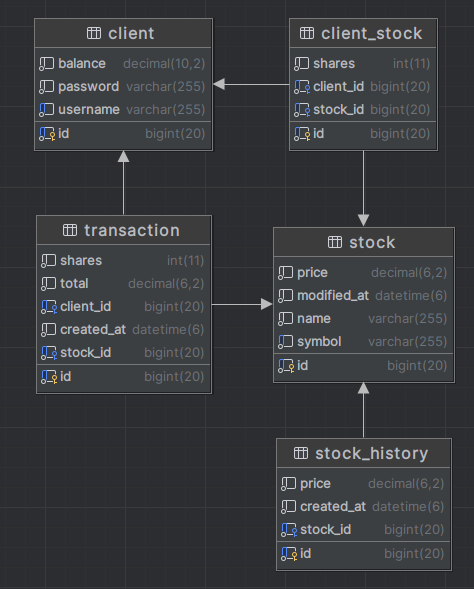 client
balance decimal(10,2)
password varchar(255)
username varchar(255)
id bigint(20)
client_stock
shares int(11)
client_id bigint(20)
stock_id bigint(20)
id bigint(20)
transaction
shares int(11)
total decimal(6,2)
client_id bigint(20)
created_at datetime(6)
stock_id bigint(20)
id bigint(20)
stock
price decimal(6,2)
modified_at datetime(6)
name varchar(255)
symbol varchar(255)
id bigint(20)
stock_history
price decimal(6,2)
created_at datetime(6)
stock_id bigint(20)
id bigint(20)